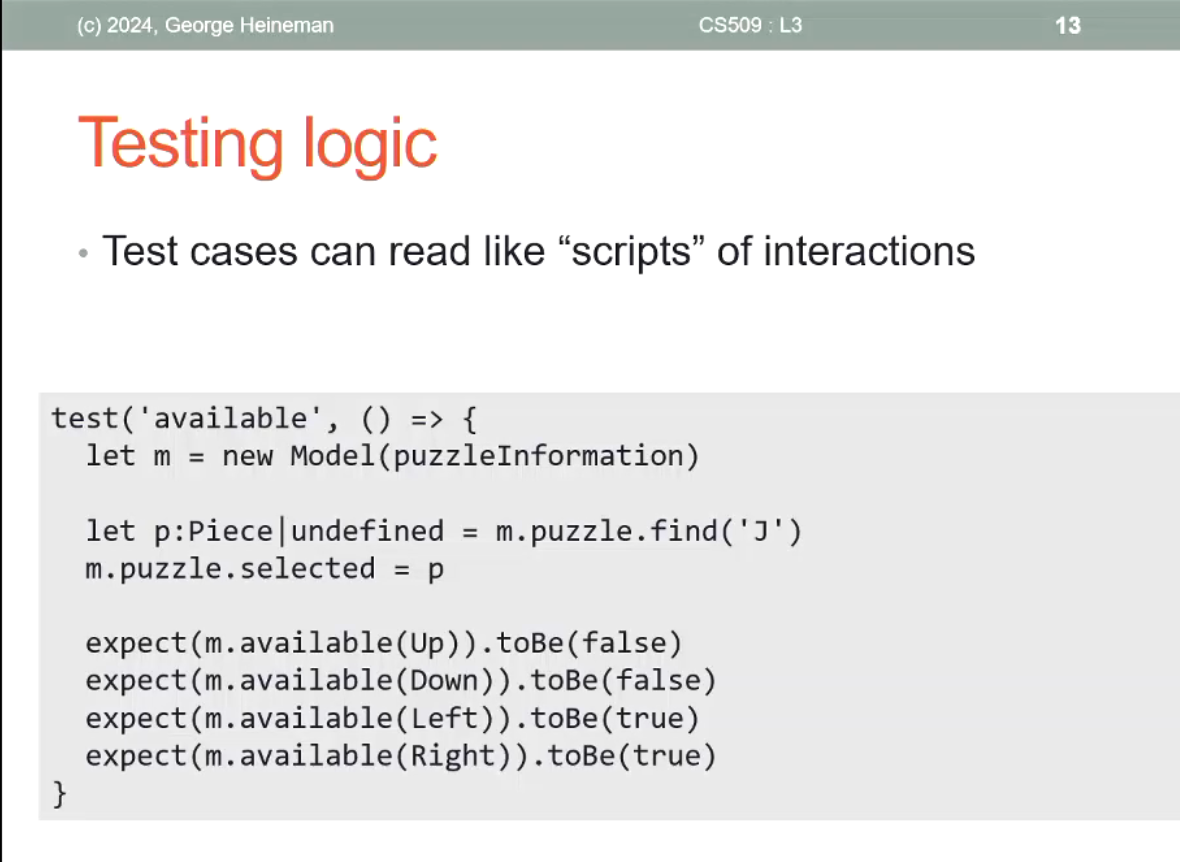 (c) 2024, George Heineman CS509 : L3 13
Testing logic
• Test cases can read like “scripts” of interactions
test('available', () => {
  let m = new Model(puzzleInformation)
  let p:Piece|undefined = m.puzzle.find('J')
  m.puzzle.selected = p
  expect(m.available(Up)).toBe(false)
  expect(m.available(Down)).toBe(false)
  expect(m.available(Left)).toBe(true)
  expect(m.available(Right)).toBe(true)
}